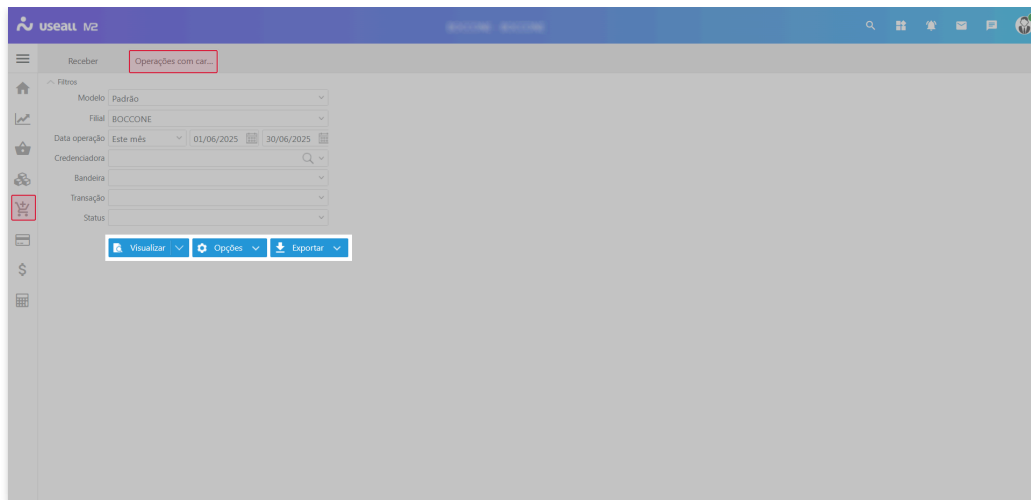 useall M2
Receber
Operações com car...
Filtros
Modelo Padrão
Filial BOCCONE
Data operação Este mês 01/06/2025 30/06/2025
Credenciadora
Bandeira
Transação
Status
Visualizar Opções Exportar